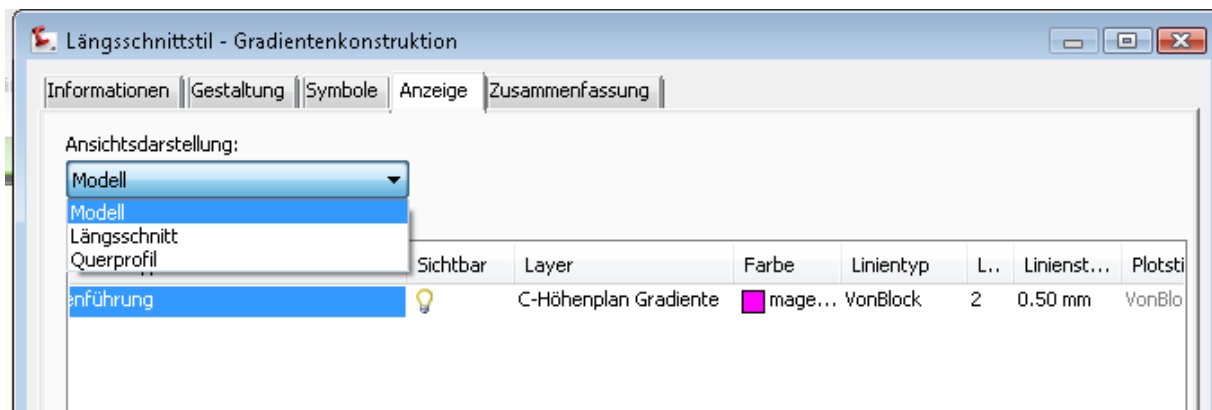 Längsschnittstil - Gradientenkonstruktion
Informationen Gestaltung Symbole Anzeige Zusammenfassung
Ansichtsdarstellung:
Modell
Modell
Längsschnitt
Querprofil
Sichtbar Layer Farbe Linientyp L.. Linienst... Plotsti
enführung C-Höhenplan Gradiente mage... VonBlock 2 0.50 mm VonBlo